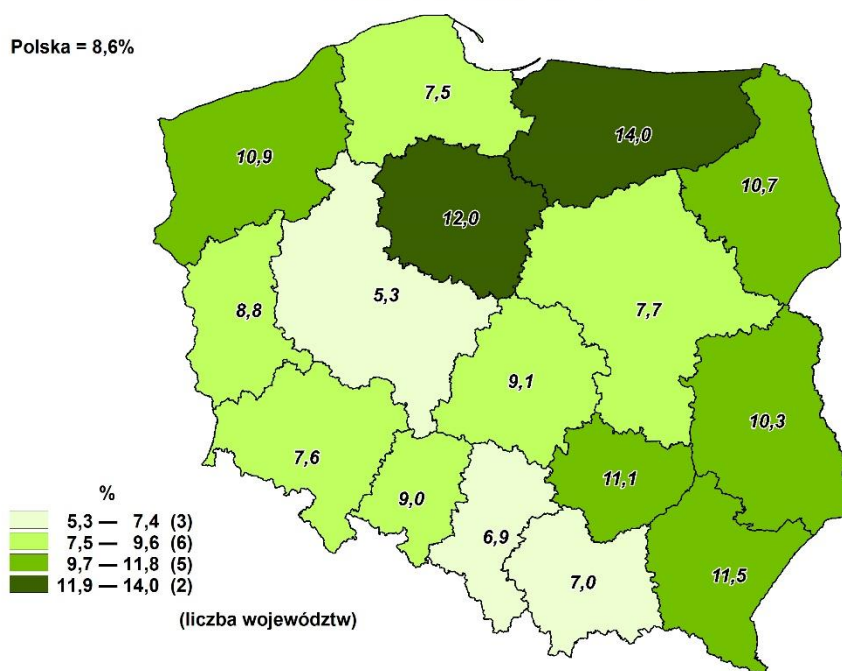 Polska = 8,6%
7,5
14,0
10,9
10,7
12,0
5,3
8,8
7,7
9,1
10,3
7,6
9,0
11,1
6,9
7,0
11,5
%
5,3 — 7,4 (3)
7,5 — 9,6 (6)
9,7 — 11,8 (5)
11,9 — 14,0 (2)
(liczba województw)